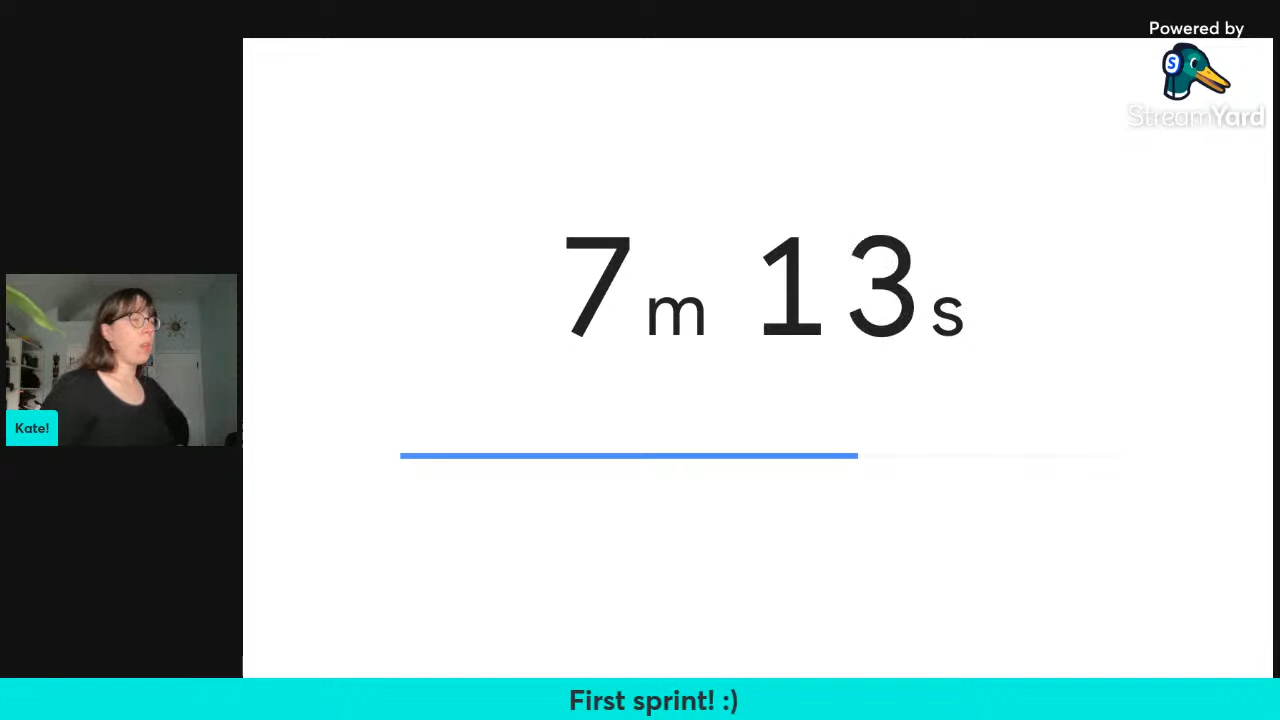 Powered by
S
StreamYard
7m 13s
Kate!
First sprint! :)